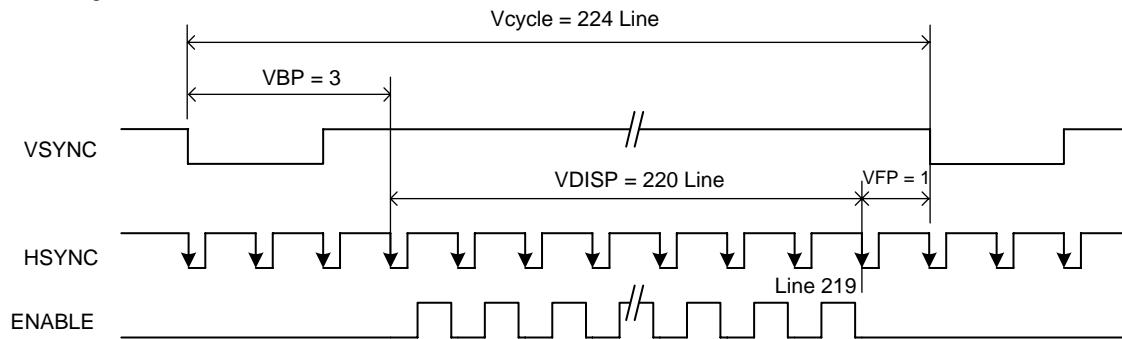 Vcycle = 224 Line
VBP = 3
VSYNC
VDISP = 220 Line
VFP = 1
HSYNC
Line 219
ENABLE